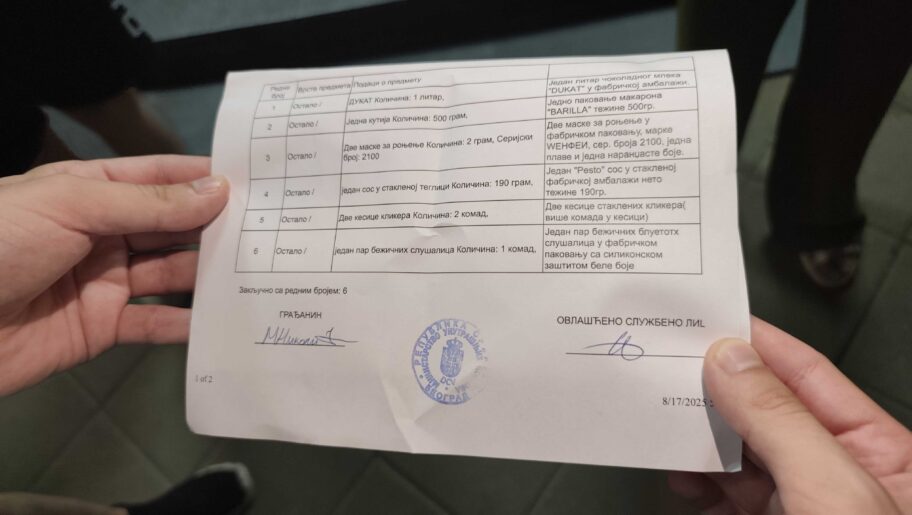 Редни број
Врста предмета
Подаци о предмету
1
Остало /
ДУКАТ Количина: 1 литар,
Један литар чоколадног млека
"DUKAT" у фабричкој амбалажи.
2
Остало /
Једна кутија Количина: 500 грам,
Једно паковање макарона
"BARILLA" тежине 500гр.
3
Остало /
Две маске за роњење Количина: 2 грам, Серијски
број: 2100
Две маске за роњење у
фабричком паковању, марке
WЕНФЕИ, сер. броја 2100, једна
плаве и једна наранџасте боје.
4
Остало /
један сос у стакленој теглици Количина: 190 грам,
Један "Pesto" сос у стакленој
фабричкој амбалажи нето
тежине 190гр.
5
Остало /
Две кесице кликера Количина: 2 комад,
Две кесице стаклених кликера(
више комада у кесици)
6
Остало /
један пар бежичних слушалица Количина: 1 комад,
Један пар бежичних блуетотх
слушалица у фабричком
паковању са силиконском
заштитом беле боје
Закључно са редним бројем: 6
ГРАЂАНИН
ОВЛАШЋЕНО СЛУЖБЕНО ЛИЦ
РЕПУБЛИКА
МИНИСТАРСТВО УНУТРАШЊИХ
БЕОГРАД
1 of 2
8/17/2025